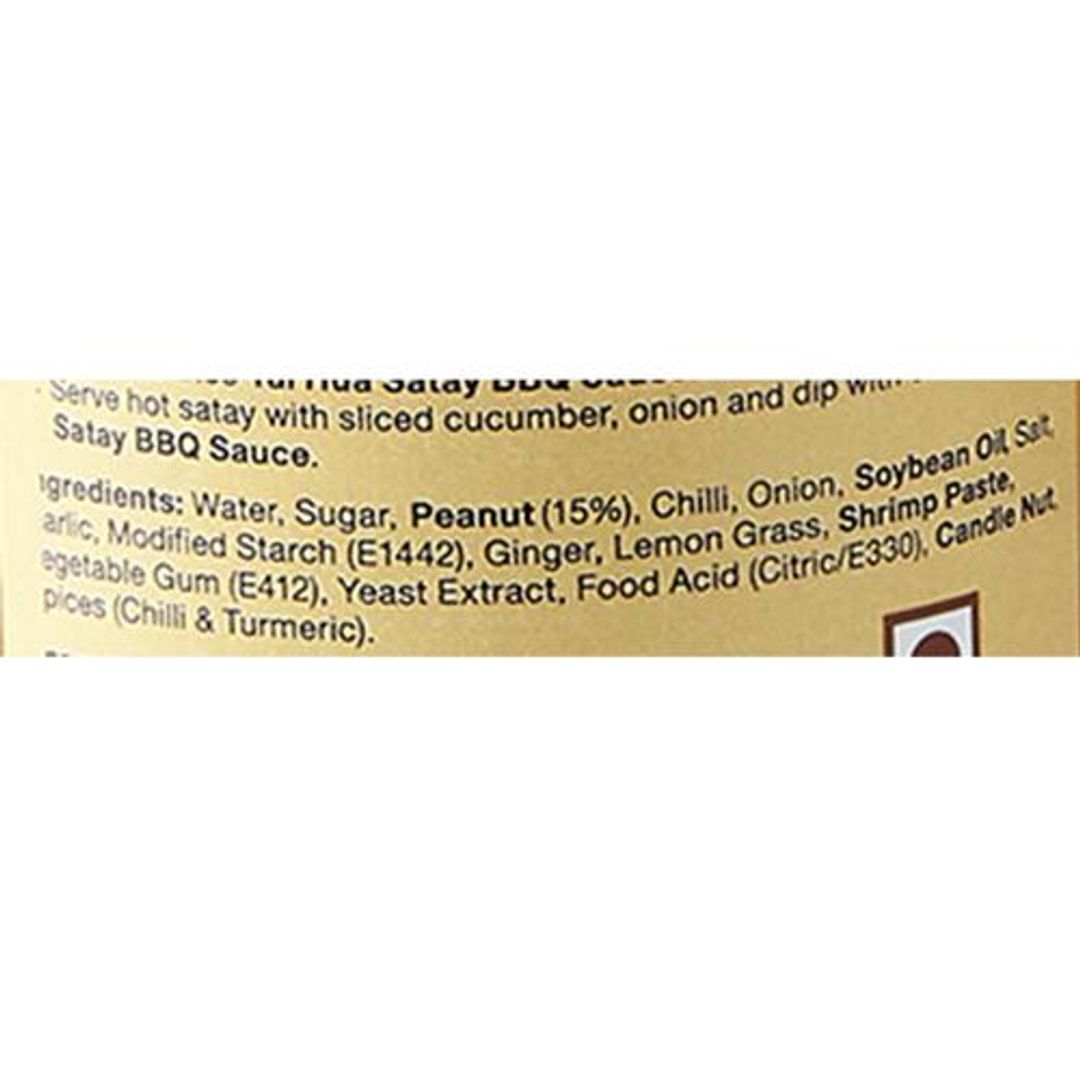 Satay BBQ
Serve hot satay with sliced cucumber, onion and dip with
Satay BBQ Sauce.
gredients: Water, Sugar, Peanut (15%), Chilli, Onion, Soybean Oil, Salt,
arlic, Modified Starch (E1442), Ginger, Lemon Grass, Shrimp Paste,
egetable Gum (E412), Yeast Extract, Food Acid (Citric/E330), Candle Nut,
pices (Chilli & Turmeric).